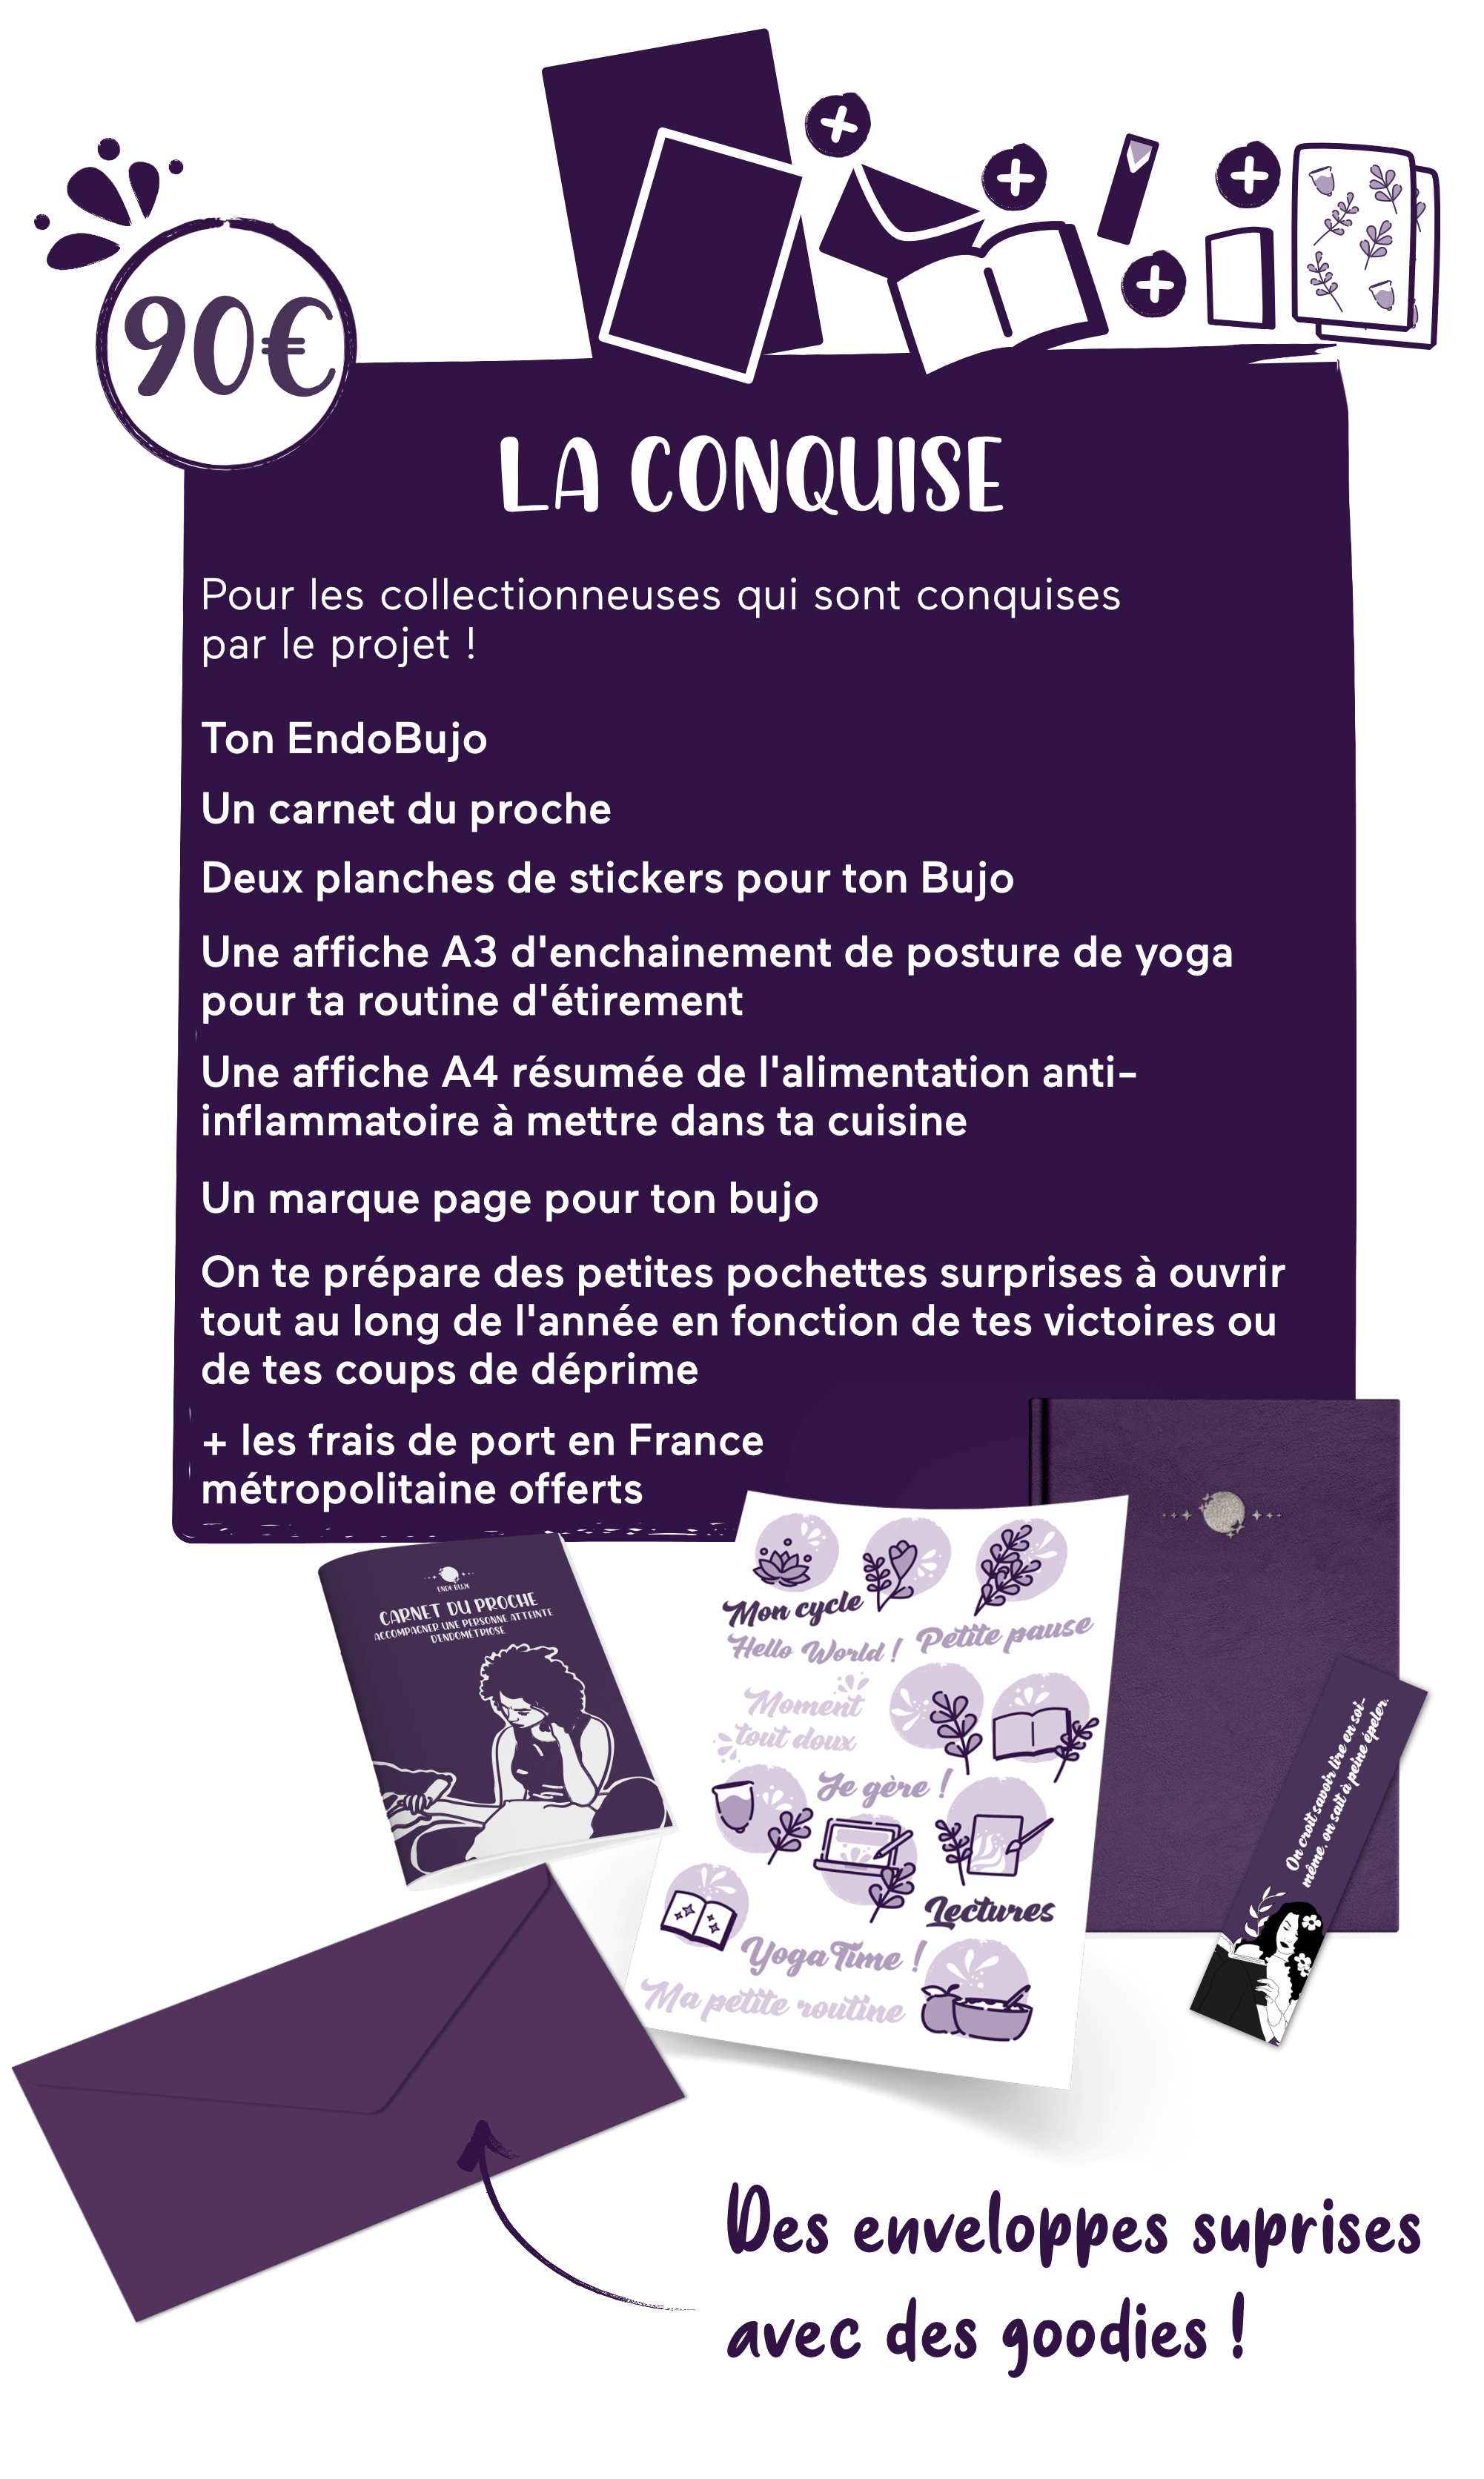 90€
LA CONQUISE
Pour les collectionneuses qui sont conquises
par le projet !
Ton EndoBujo
Un carnet du proche
Deux planches de stickers pour ton Bujo
Une affiche A3 d'enchainement de posture de yoga
pour ta routine d'étirement
Une affiche A4 résumée de l'alimentation anti-
inflammatoire à mettre dans ta cuisine
Un marque page pour ton bujo
On te prépare des petites pochettes surprises à ouvrir
tout au long de l'année en fonction de tes victoires ou
de tes coups de déprime
+ les frais de port en France
métropolitaine offerts
ENDO BUJO
CARNET DU PROCHE
ACCOMPAGNER UNE PERSONNE ATTEINTE
D'ENDOMÉTRIOSE
Mon cycle
Hello World !
Petite pause
Moment
tout doux
Je gère !
Lectures
Yoga Time !
Ma petite routine
On croit savoir lire en soi-
même, on sait à peine épeler.
Des enveloppes suprises
avec des goodies !